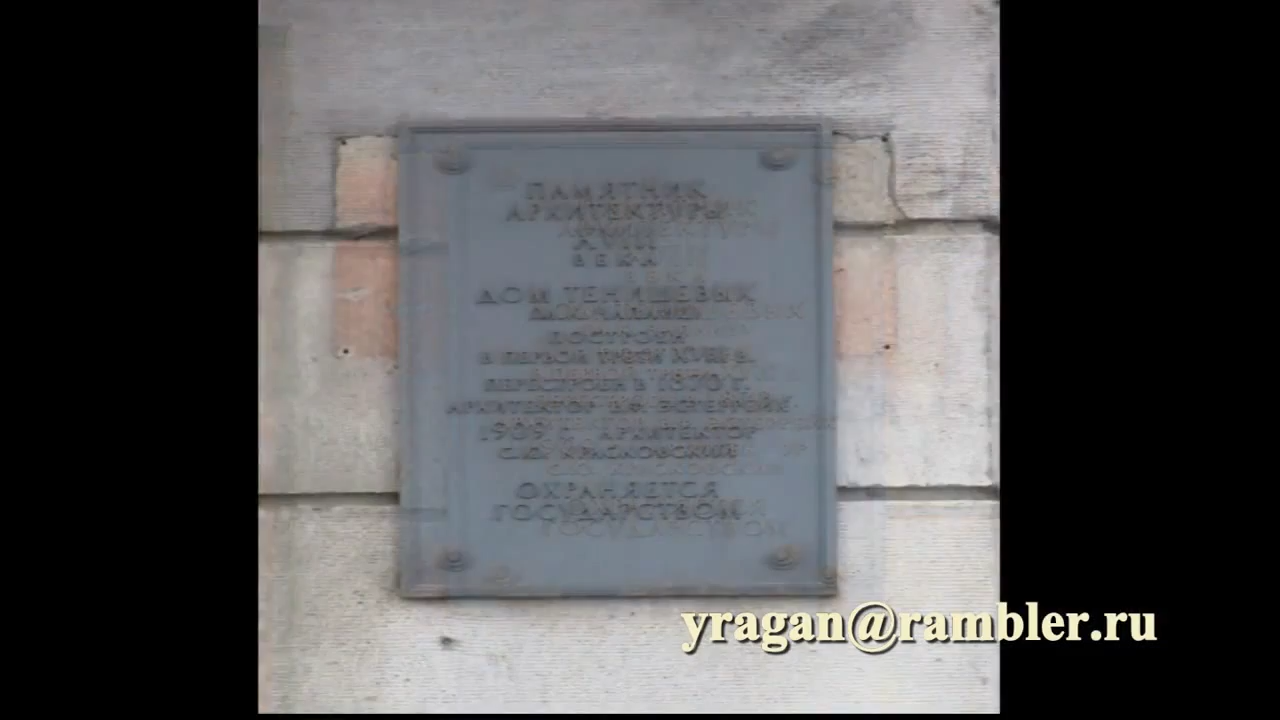 ПАМЯТНИК
АРХИТЕКТУРЫ
XVIII
ВЕКА
ДОМ ТЕНИШЕВЫХ
ПОСТРОЕН
В ПЕРВОЙ ТРЕТИ XVIII В.
ПЕРЕСТРОЕН В 1870 Г.
АРХИТЕКТОР
1909 Г. АРХИТЕКТОР
КРАСКОВСКИЙ
ОХРАНЯЕТСЯ
ГОСУДАРСТВОМ
yragan@rambler.ru